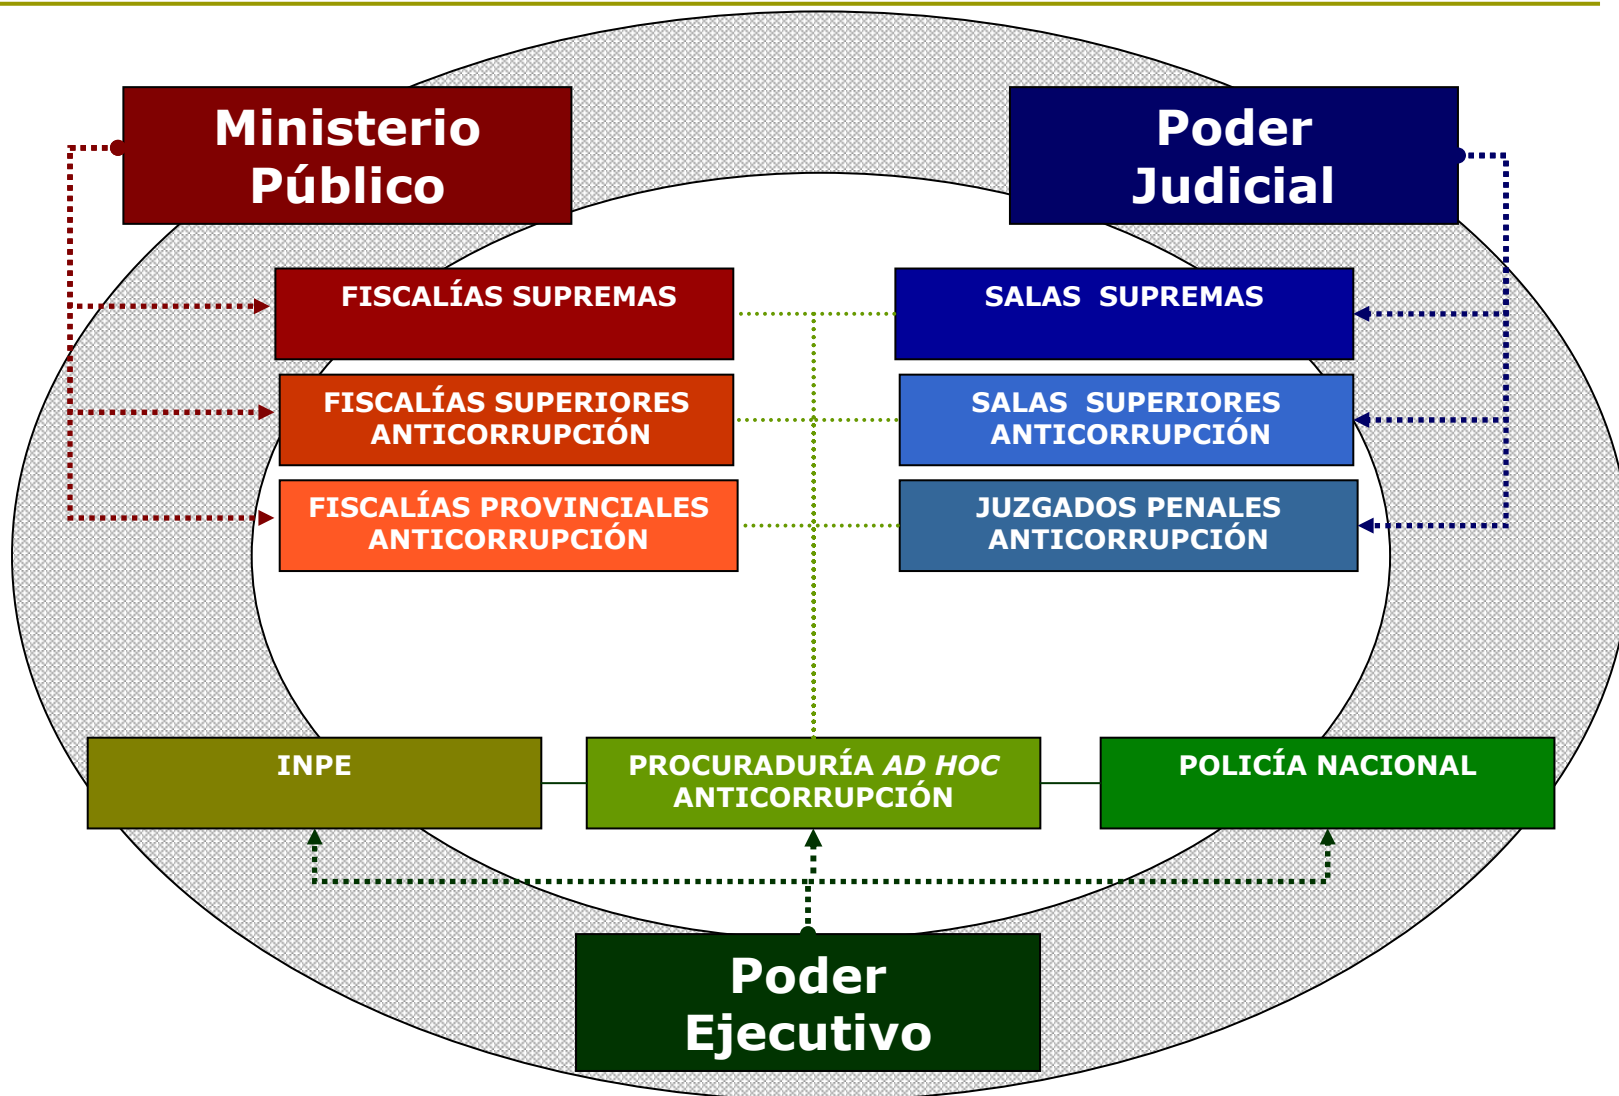 Ministerio
Público
Poder
Judicial
FISCALÍAS SUPREMAS
SALAS SUPREMAS
FISCALÍAS SUPERIORES
ANTICORRUPCIÓN
SALAS SUPERIORES
ANTICORRUPCIÓN
FISCALÍAS PROVINCIALES
ANTICORRUPCIÓN
JUZGADOS PENALES
ANTICORRUPCIÓN
INPE
PROCURADURÍA AD HOC
ANTICORRUPCIÓN
POLICÍA NACIONAL
Poder
Ejecutivo